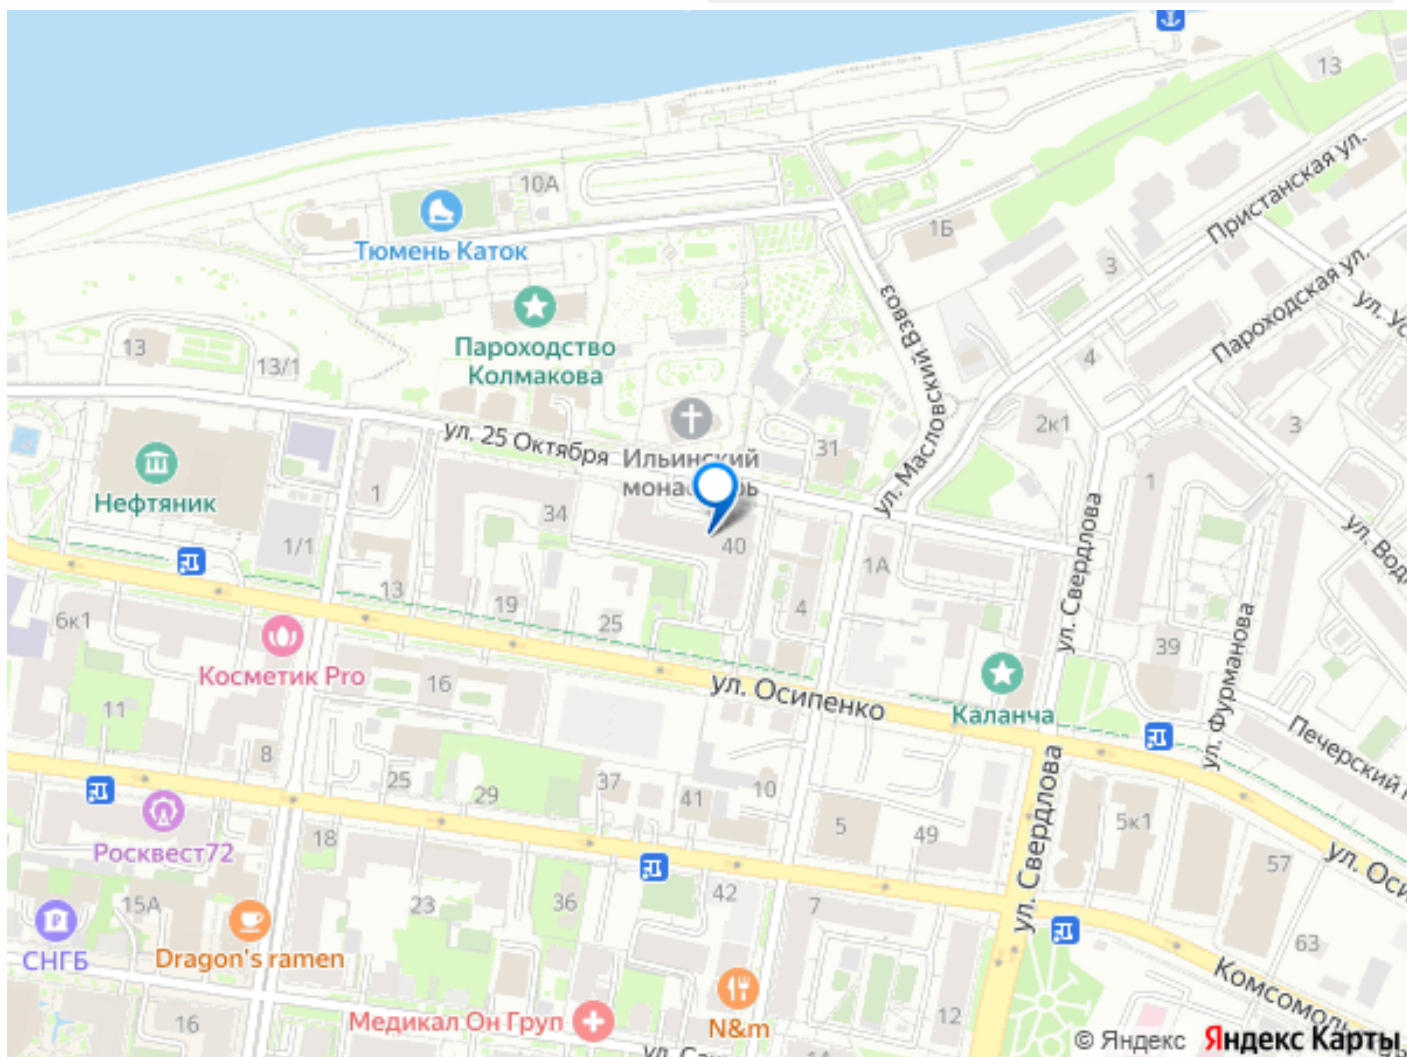 13
10А
Тюмень Каток
1Б
Пристанская ул.
3
Пароходская ул.
Пароходство
Колмакова
ул. Масловский Взвоз
13
13/1
4
ул. 25 Октября
Ильинский
2к1
3
31
Нефтяник
1
34
1
1/1
40
ул. Свердлова
1А
13
19
25
4
6к1
39
ул. Фурманова
Косметик Pro
16
ул. Осипенко
Каланча
11
Печерский
8
25
29
37
41
10
ул. Свердлова
5
49
5к1
Росквест72
18
57
15А
23
36
42
7
СНГБ
Dragon's ramen
63
16
Медикал Он Груп
N&m
12
© Яндекс Яндекс Карты